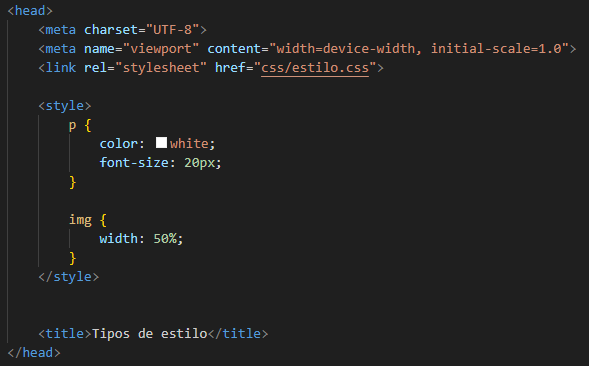 <head>
<meta charset="UTF-8">
<meta name="viewport" content="width=device-width, initial-scale=1.0">
<link rel="stylesheet" href="css/estilo.css">
<style>
p {
color: white;
font-size: 20px;
}
img {
width: 50%;
}
</style>
<title>Tipos de estilo</title>
</head>